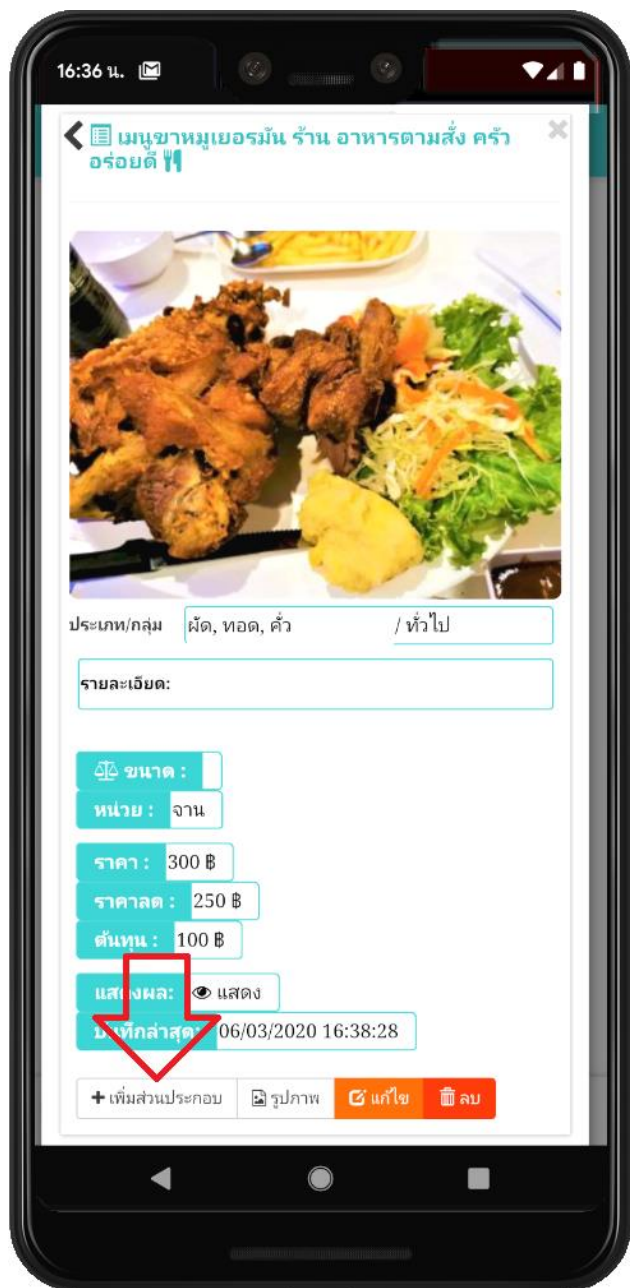 16:36 น.
เมนูขาหมูเยอรมัน ร้าน อาหารตามสั่ง ครัว
อร่อยดี
ประเภท/กลุ่ม ผัด, ทอด, คั่ว / ทั่วไป
รายละเอียด:
ขนาด :
หน่วย : จาน
ราคา : 300 ฿
ราคาลด : 250 ฿
ต้นทุน : 100 ฿
แสดงผล: แสดง
บันทึกล่าสุด: 06/03/2020 16:38:28
+ เพิ่มส่วนประกอบ รูปภาพ แก้ไข ลบ